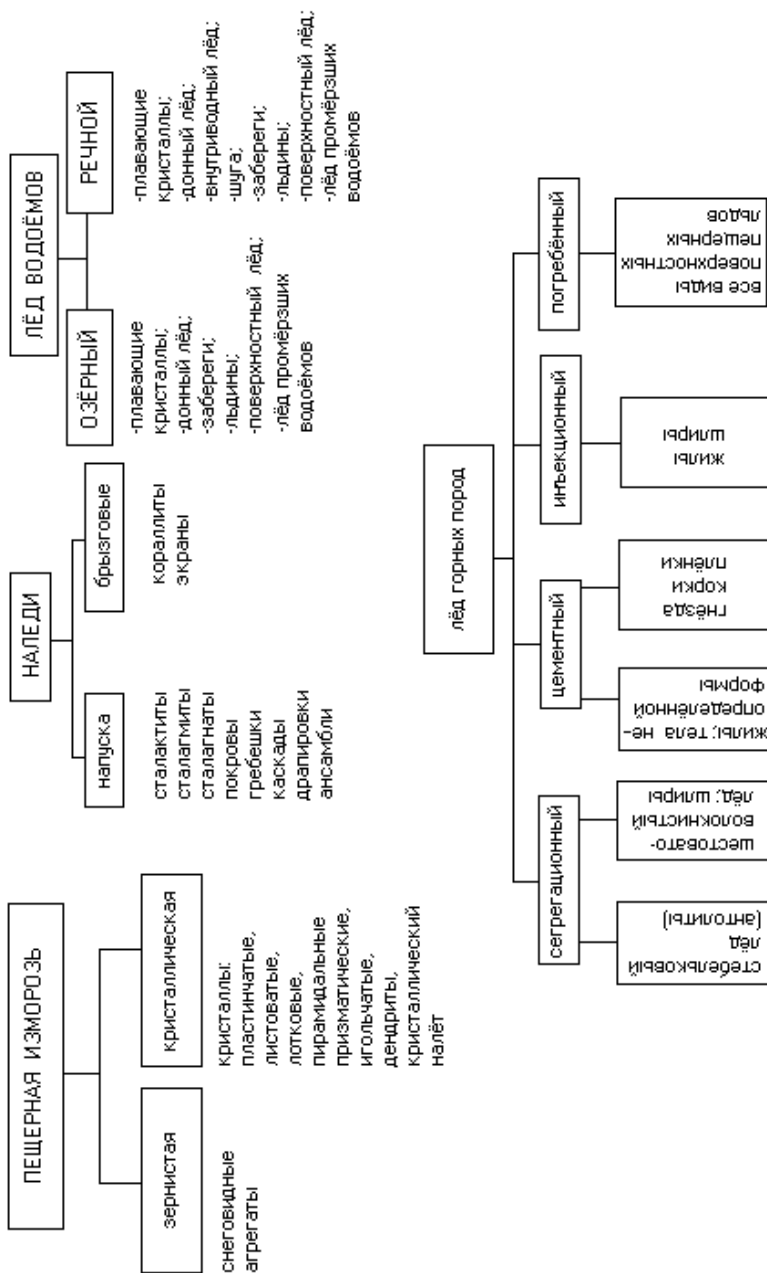 ПЕЩЕРНАЯ ИЗМОРОЗЬ
зернистая
снеговидные
агрегаты
кристаллическая
кристаллы:
пластинчатые,
листоватые,
лотковые,
пирамидальные
призматические,
игольчатые,
дендриты,
кристаллический
налёт
НАЛЕДИ
напуска
сталактиты
сталагмиты
сталагнаты
покровы
гребешки
каскады
драпировки
ансамбли
брызговые
кораллиты
экраны
ЛЁД ВОДОЁМОВ
ОЗЁРНЫЙ
-плавающие
кристаллы;
-донный лёд;
-забереги;
-льдины;
-поверхностный лёд;
-лёд промёрзших
водоёмов
РЕЧНОЙ
-плавающие
кристаллы;
-донный лёд;
-внутриводный лёд;
-шуга;
-забереги;
-льдины;
-поверхностный лёд;
-лёд промёрзших
водоёмов
лёд горных пород
сегрегационный
стебельковый
лёд
(антолиты)
шестовато-
волокнистый
лёд; шлиры
цементный
жилы; тела не-
определённой
формы
гнёзда
корки
плёнки
инъекционный
жилы
шлиры
погребённый
все виды
поверхностных
пещерных
льдов